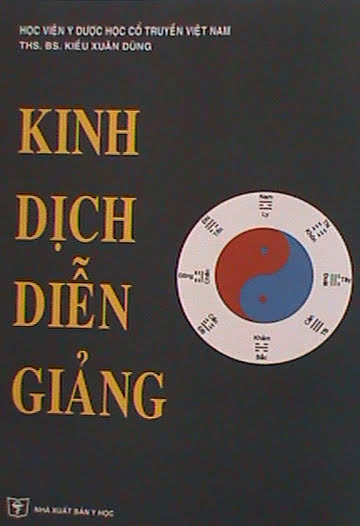 HỌC VIỆN Y DƯỢC HỌC CỔ TRUYỀN VIỆT NAM
THS. BS. KIỀU XUÂN DŨNG
KINH
DỊCH
DIỄN
GIẢNG
Nam
Ly
Đông
Chấn
Đoài
Tây
Khảm
Bắc
NHÀ XUẤT BẢN Y HỌC